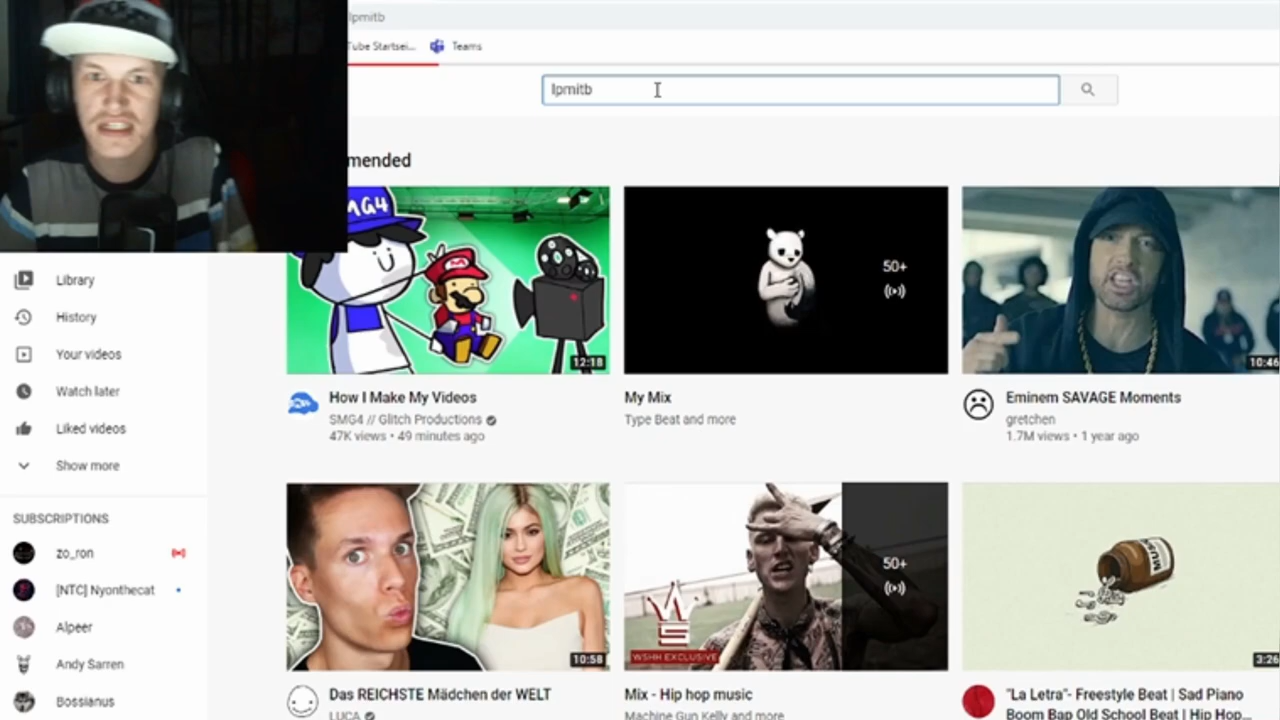 lpmitb
Tube Startsei...
Teams
lpmitb
mended
MG4
12:18
50+
10:46
Library
History
Your videos
Watch later
Liked videos
Show more
How I Make My Videos
SMG4 // Glitch Productions
47K views • 49 minutes ago
My Mix
Type Beat and more
Eminem SAVAGE Moments
gretchen
1.7M views • 1 year ago
SUBSCRIPTIONS
zo_ron
[NTC] Nyonthecat
Alpeer
Andy Sarren
Bossianus
10:58
50+
WSHH EXCLUSIVE
3:26
Das REICHSTE Mädchen der WELT
LUCA
Mix - Hip hop music
Machine Gun Kelly and more
"La Letra"- Freestyle Beat | Sad Piano
Boom Bap Old School Beat | Hip Hop...